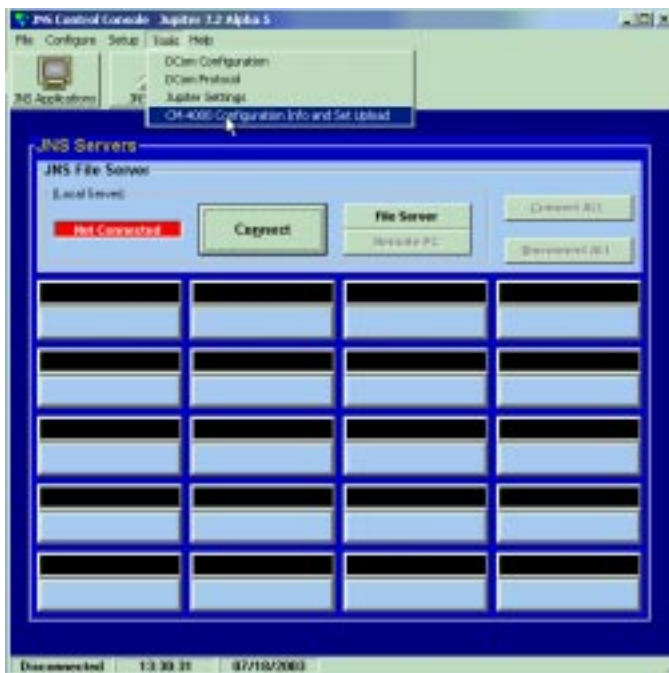 JNS Control Console Jupiter 3.2 Alpha 5
File Configure Setup Tools Help
DCom Configuration
DCom Protocol
Jupiter Settings
CM-4000 Configuration Info and Set Upload
JNS Applications
JNS Servers
JNS File Server
(Local Server)
Not Connected
Connect
File Server
Remote PC
Connect ALL
Disconnect ALL
Disconnected 13:30:31 07/18/2003